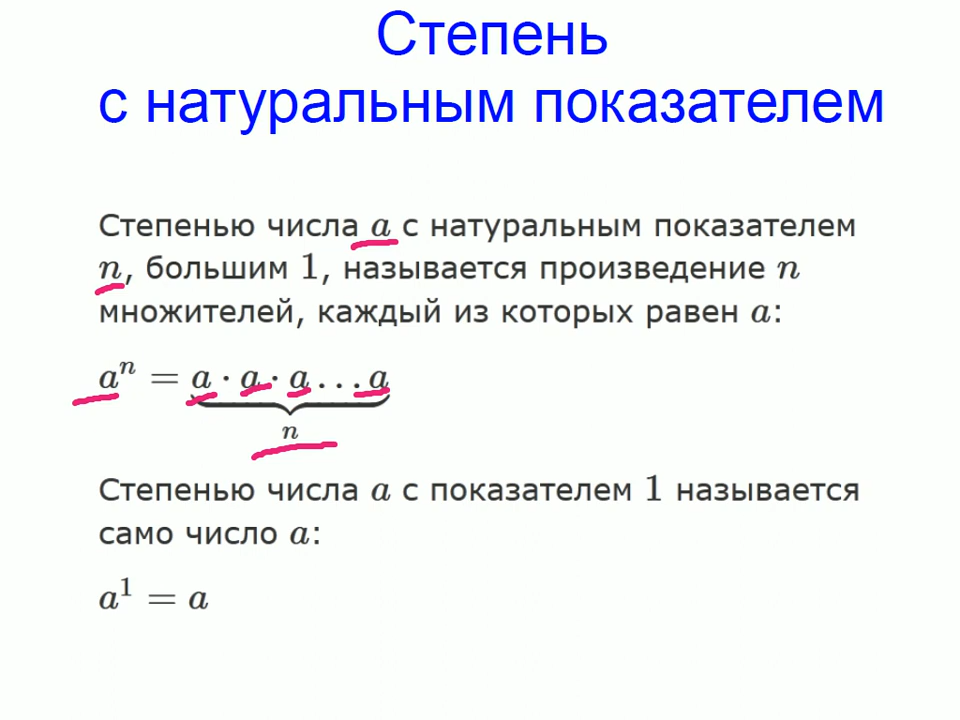 Степень
с натуральным показателем
Степенью числа a с натуральным показателем
n, большим 1, называется произведение n
множителей, каждый из которых равен a:
aⁿ = a · a · a … a
n
Степенью числа a с показателем 1 называется
само число a:
a¹ = a